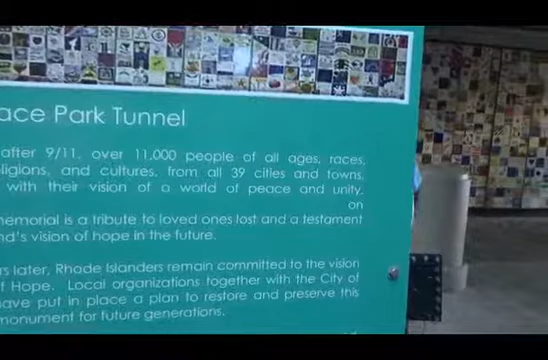 ace Park Tunnel
after 9/11, over 11,000 people of all ages, races,
eligions, and cultures, from all 39 cities and towns,
with their vision of a world of peace and unity,
on
memorial is a tribute to loved ones lost and a testament
nd's vision of hope in the future.
rs later, Rhode Islanders remain committed to the vision
f Hope. Local organizations together with the City of
ave put in place a plan to restore and preserve this
monument for future generations.